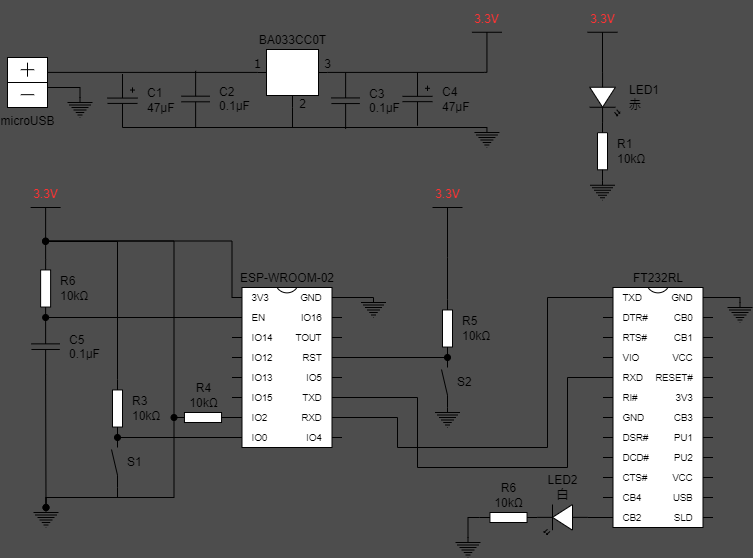 3.3V
3.3V
BA033CC0T
1
3
2
C1
47μF
C2
0.1μF
C3
0.1μF
C4
47μF
microUSB
LED1
赤
R1
10kΩ
3.3V
3.3V
R6
10kΩ
C5
0.1μF
R3
10kΩ
R4
10kΩ
S1
ESP-WROOM-02
3V3 GND
EN IO16
IO14 TOUT
IO12 RST
IO13 IO5
IO15 TXD
IO2 RXD
IO0 IO4
R5
10kΩ
S2
FT232RL
TXD GND
DTR# CB0
RTS# CB1
VIO VCC
RXD RESET#
RI# 3V3
GND CB3
DSR# PU1
DCD# PU2
CTS# VCC
CB4 USB
CB2 SLD
R6
10kΩ
LED2
白